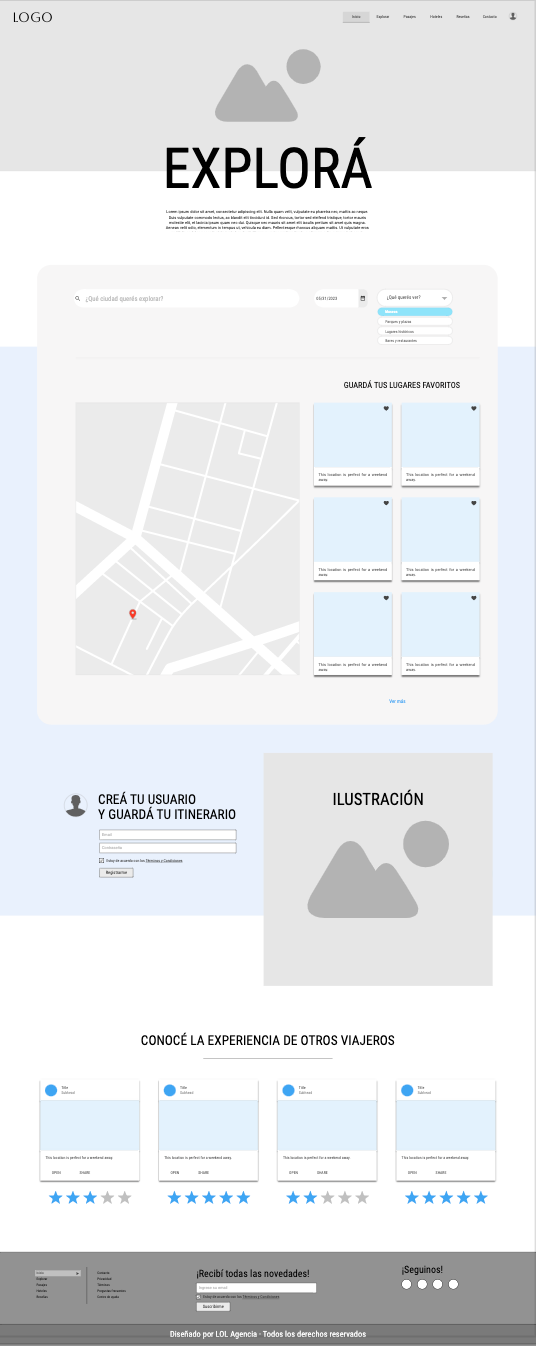 LOGO
Inicio Explorar Pasajes Hoteles Reseñas Contacto
EXPLORÁ
Lorem ipsum dolor sit amet, consectetur adipiscing elit. Nulla quam velit, vulputate eu pharetra nec, mattis ac neque.
Duis vulputate commodo lectus, ac blandit elit tincidunt id. Sed rhoncus, tortor sed eleifend tristique, tortor mauris
molestie elit, et lacinia ipsum quam nec dui. Quisque nec mauris sit amet elit iaculis pretium sit amet quis magna.
Aenean velit odio, elementum in tempus ut, vehicula eu diam. Pellentesque rhoncus aliquam mattis. Ut vulputate eros
¿Qué ciudad querés explorar?
05/31/2023
¿Qué querés ver?
Parques y plazas
Lugares históricos
Bares y restaurantes
GUARDÁ TUS LUGARES FAVORITOS
This location is perfect for a weekend
away.
This location is perfect for a weekend
away.
This location is perfect for a weekend
away.
This location is perfect for a weekend
away.
This location is perfect for a weekend
away.
This location is perfect for a weekend
away.
Ver más
CREÁ TU USUARIO
Y GUARDÁ TU ITINERARIO
Email
Contraseña
Estoy de acuerdo con los Términos y Condiciones
Registrarme
ILUSTRACIÓN
CONOCÉ LA EXPERIENCIA DE OTROS VIAJEROS
Title
Subhead
This location is perfect for a weekend away.
OPEN SHARE
Title
Subhead
This location is perfect for a weekend away.
OPEN SHARE
Title
Subhead
This location is perfect for a weekend away.
OPEN SHARE
Title
Subhead
This location is perfect for a weekend away.
OPEN SHARE
Inicio
Explorar
Pasajes
Hoteles
Reseñas
Contacto
Privacidad
Términos
Preguntas frecuentes
Centro de ayuda
¡Recibí todas las novedades!
Ingrese su email
Estoy de acuerdo con los Términos y Condiciones
Suscribirme
¡Seguinos!
Diseñado por LOL Agencia - Todos los derechos reservados